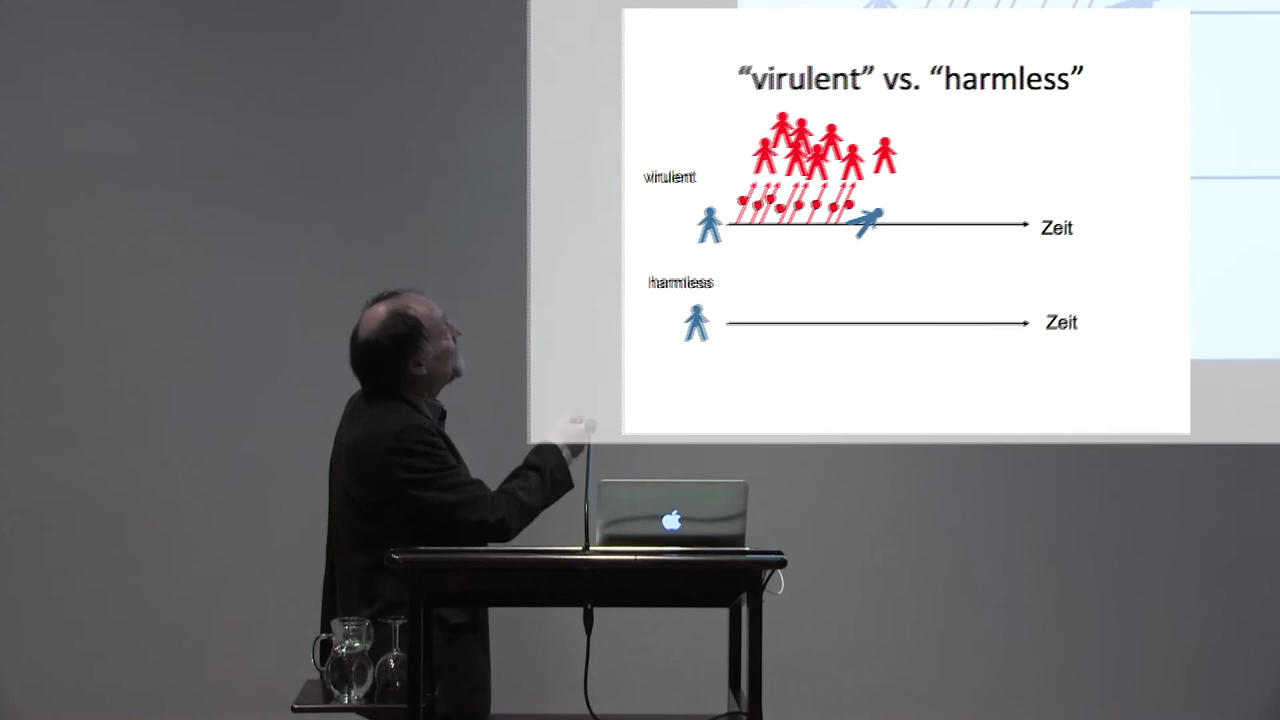 “virulent” vs. “harmless”
virulent
Zeit
harmless
Zeit